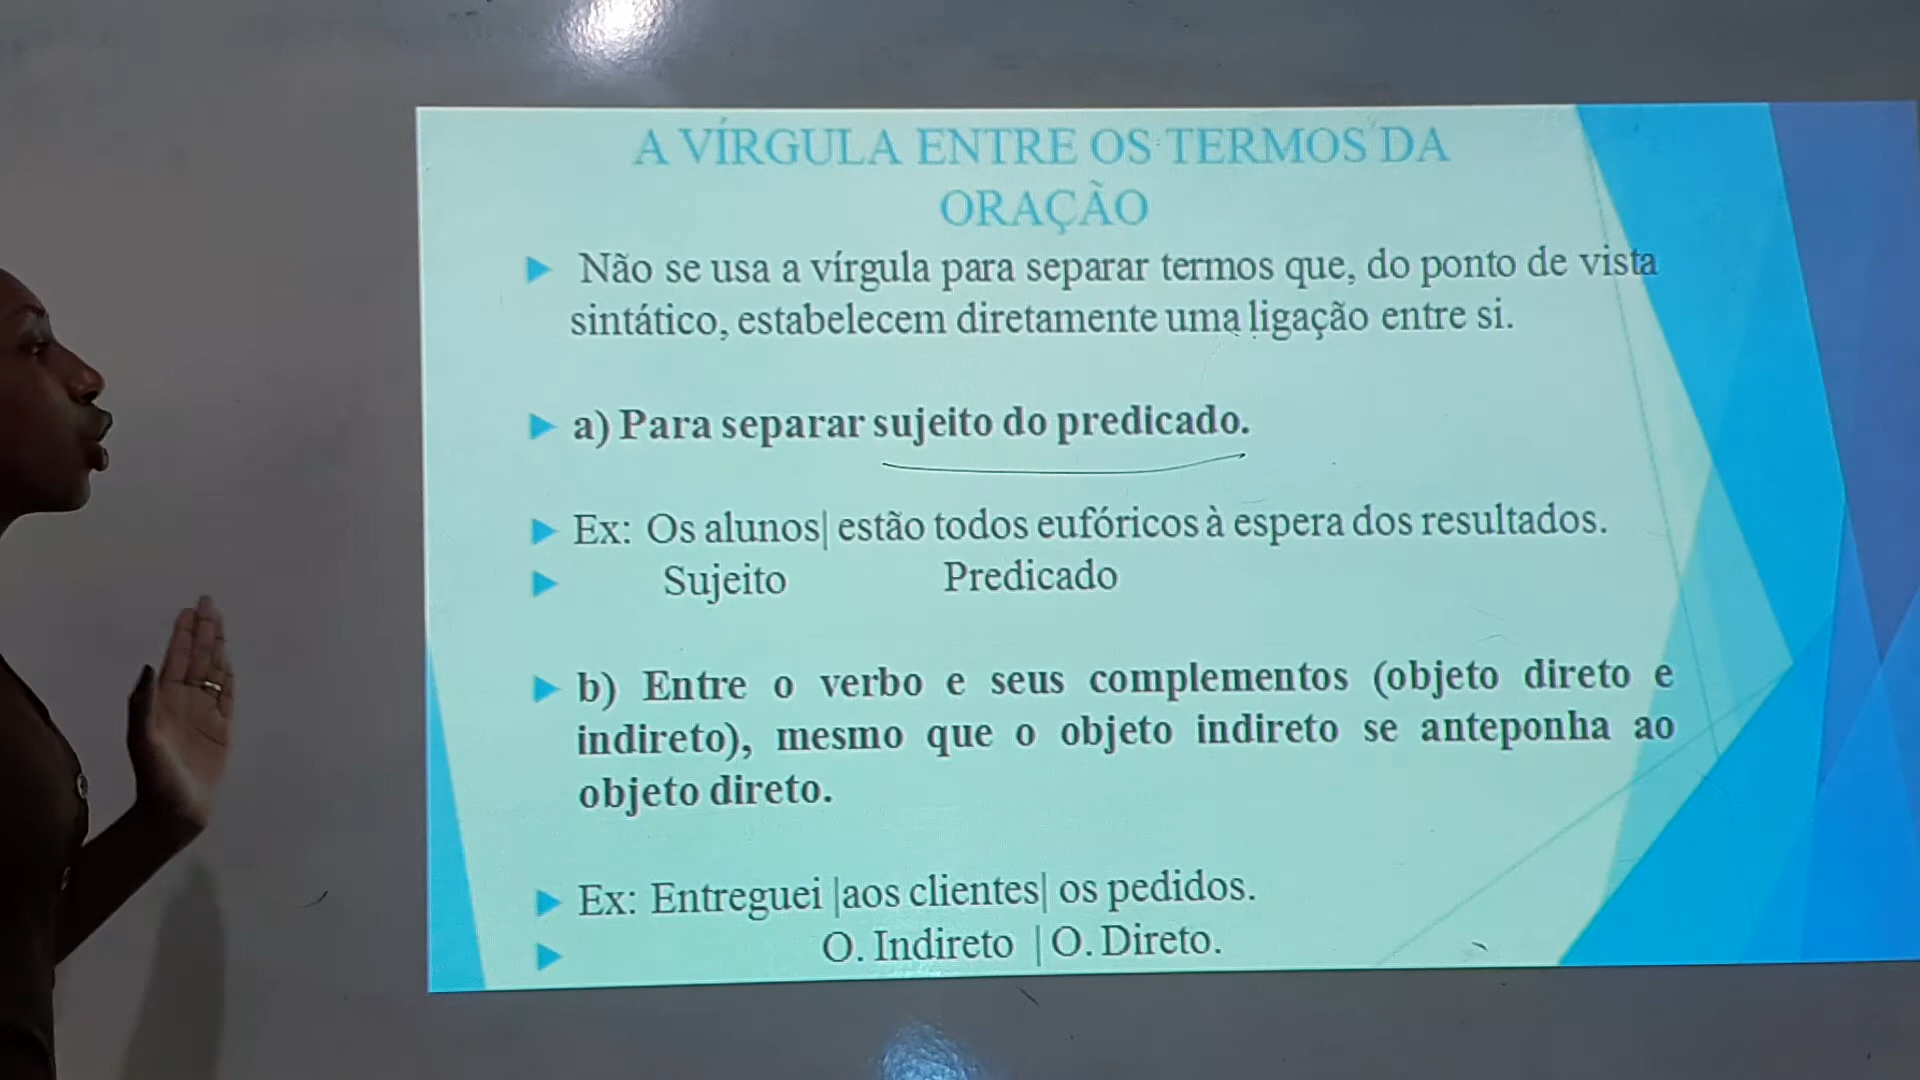 A VÍRGULA ENTRE OS TERMOS DA
ORAÇÃO
Não se usa a vírgula para separar termos que, do ponto de vista
sintático, estabelecem diretamente uma ligação entre si.
a) Para separar sujeito do predicado.
Ex: Os alunos| estão todos eufóricos à espera dos resultados.
Sujeito Predicado
b) Entre o verbo e seus complementos (objeto direto e
indireto), mesmo que o objeto indireto se anteponha ao
objeto direto.
Ex: Entreguei |aos clientes| os pedidos.
O. Indireto | O. Direto.